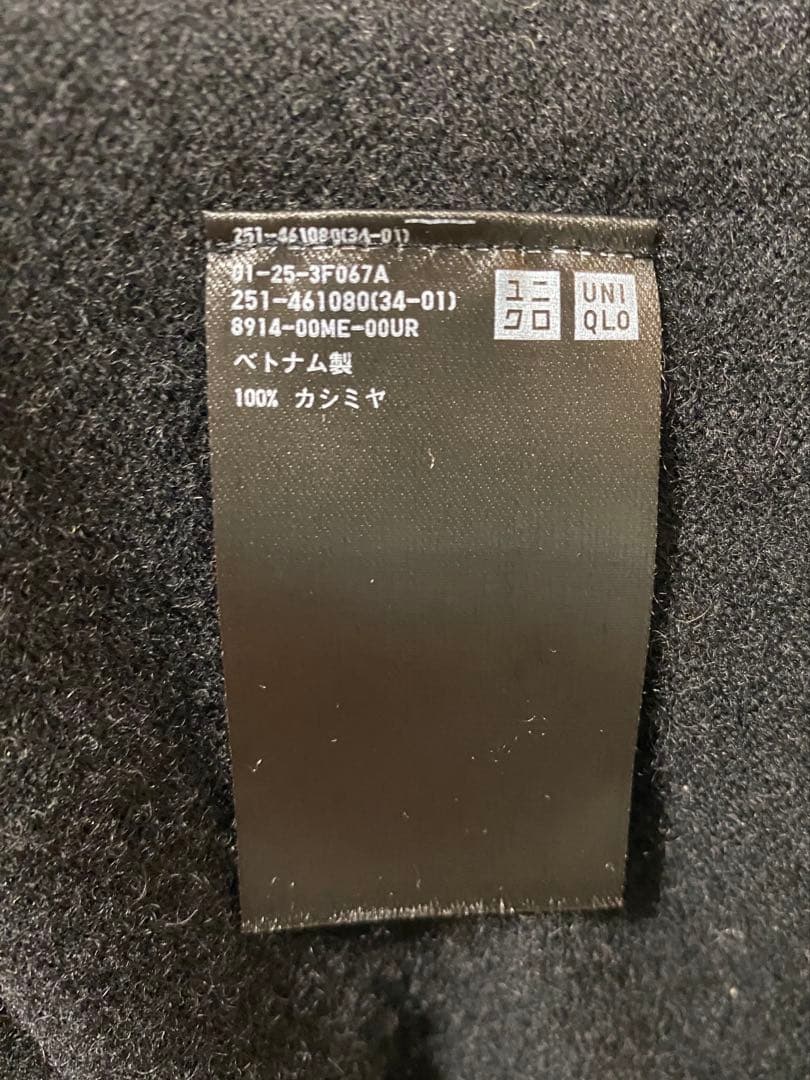 251-461080(34-01)
01-25-3F067A
251-461080(34-01)
8914-00ME-00UR
ベトナム製
100% カシミヤ
ユニ
クロ
UNI
QLO